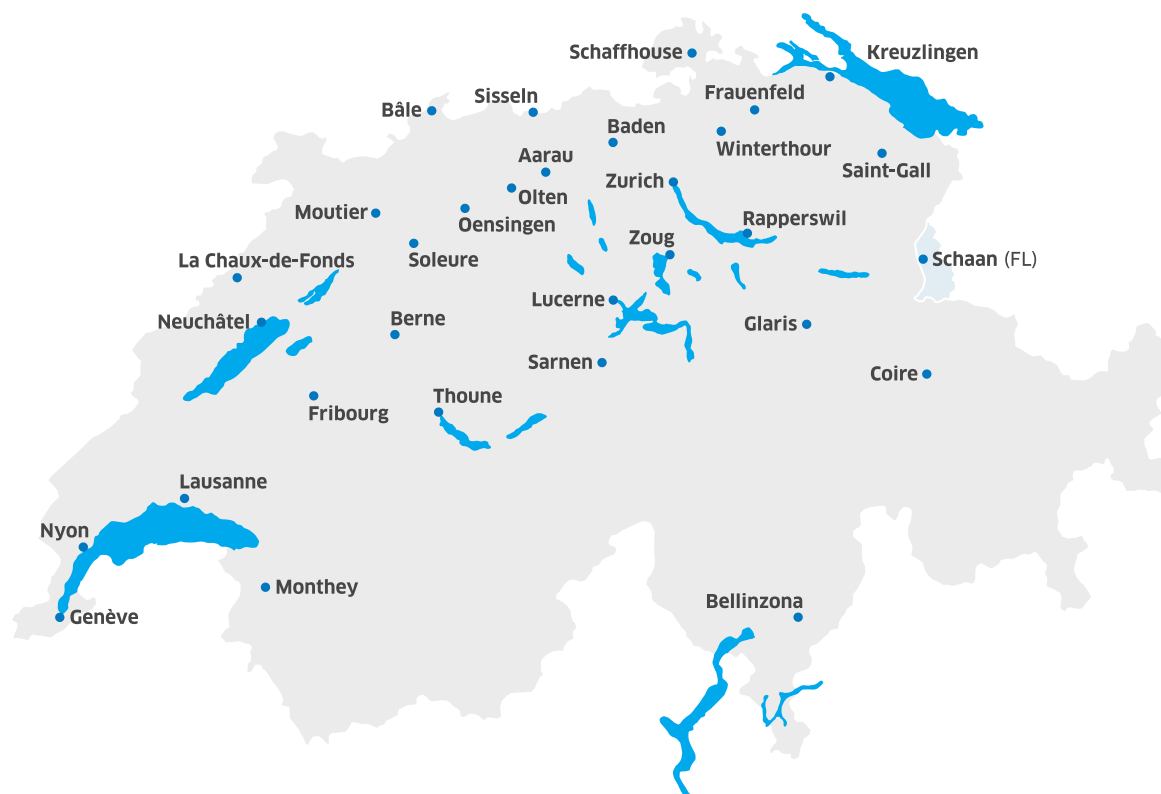 Schaffhouse
Kreuzlingen
Frauenfeld
Sisseln
Bâle
Baden
Winterthour
Aarau
Saint-Gall
Zurich
Olten
Moutier
Oensingen
Rapperswil
Zoug
La Chaux-de-Fonds
Soleure
Schaan (FL)
Lucerne
Neuchâtel
Berne
Glaris
Sarnen
Coire
Thoune
Fribourg
Lausanne
Nyon
Monthey
Bellinzona
Genève